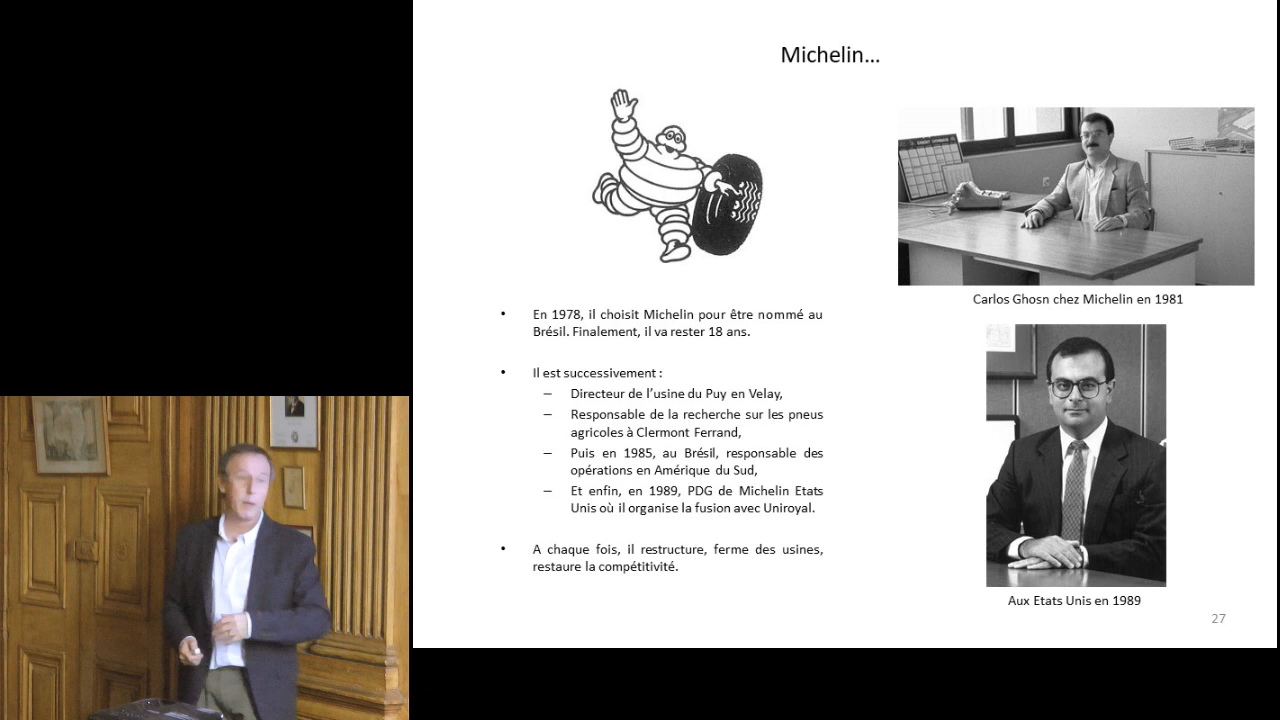 Michelin...
• En 1978, il choisit Michelin pour être nommé au
Brésil. Finalement, il va rester 18 ans.
• Il est successivement :
– Directeur de l'usine du Puy en Velay,
– Responsable de la recherche sur les pneus
agricoles à Clermont Ferrand,
– Puis en 1985, au Brésil, responsable des
opérations en Amérique du Sud,
– Et enfin, en 1989, PDG de Michelin Etats
Unis où il organise la fusion avec Uniroyal.
• A chaque fois, il restructure, ferme des usines,
restaure la compétitivité.
Carlos Ghosn chez Michelin en 1981
Aux Etats Unis en 1989
27